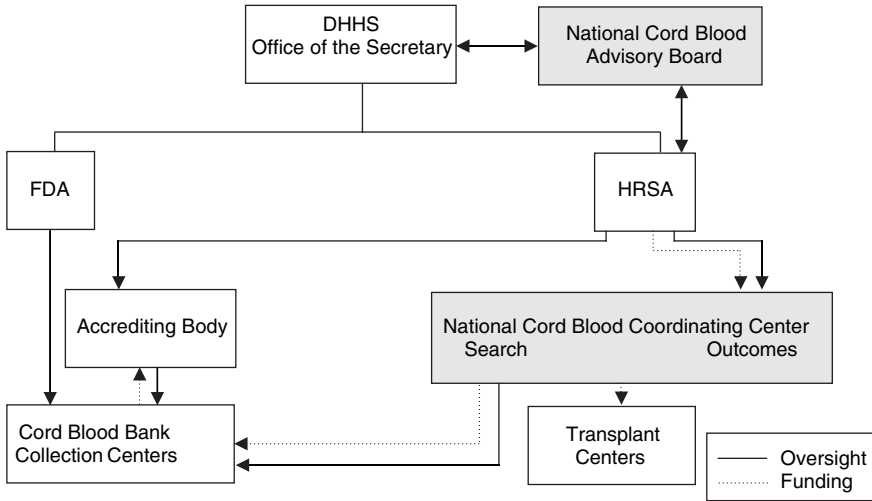 DHHS
Office of the Secretary
National Cord Blood
Advisory Board
FDA
HRSA
Accrediting Body
National Cord Blood Coordinating Center
Search Outcomes
Cord Blood Bank
Collection Centers
Transplant
Centers
Oversight
Funding